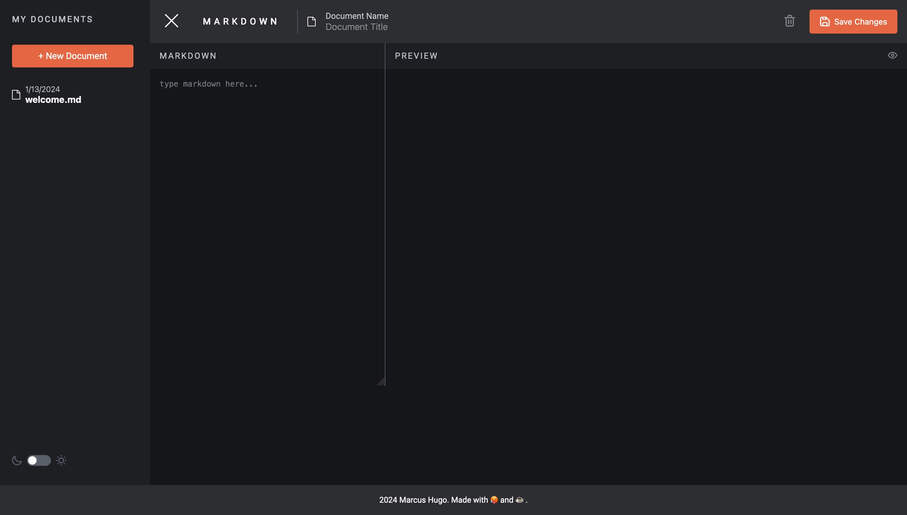 MY DOCUMENTS
+ New Document
1/13/2024
welcome.md
MARKDOWN
Document Name
Document Title
Save Changes
MARKDOWN
PREVIEW
type markdown here...
2024 Marcus Hugo. Made with 📦 and ☕ .